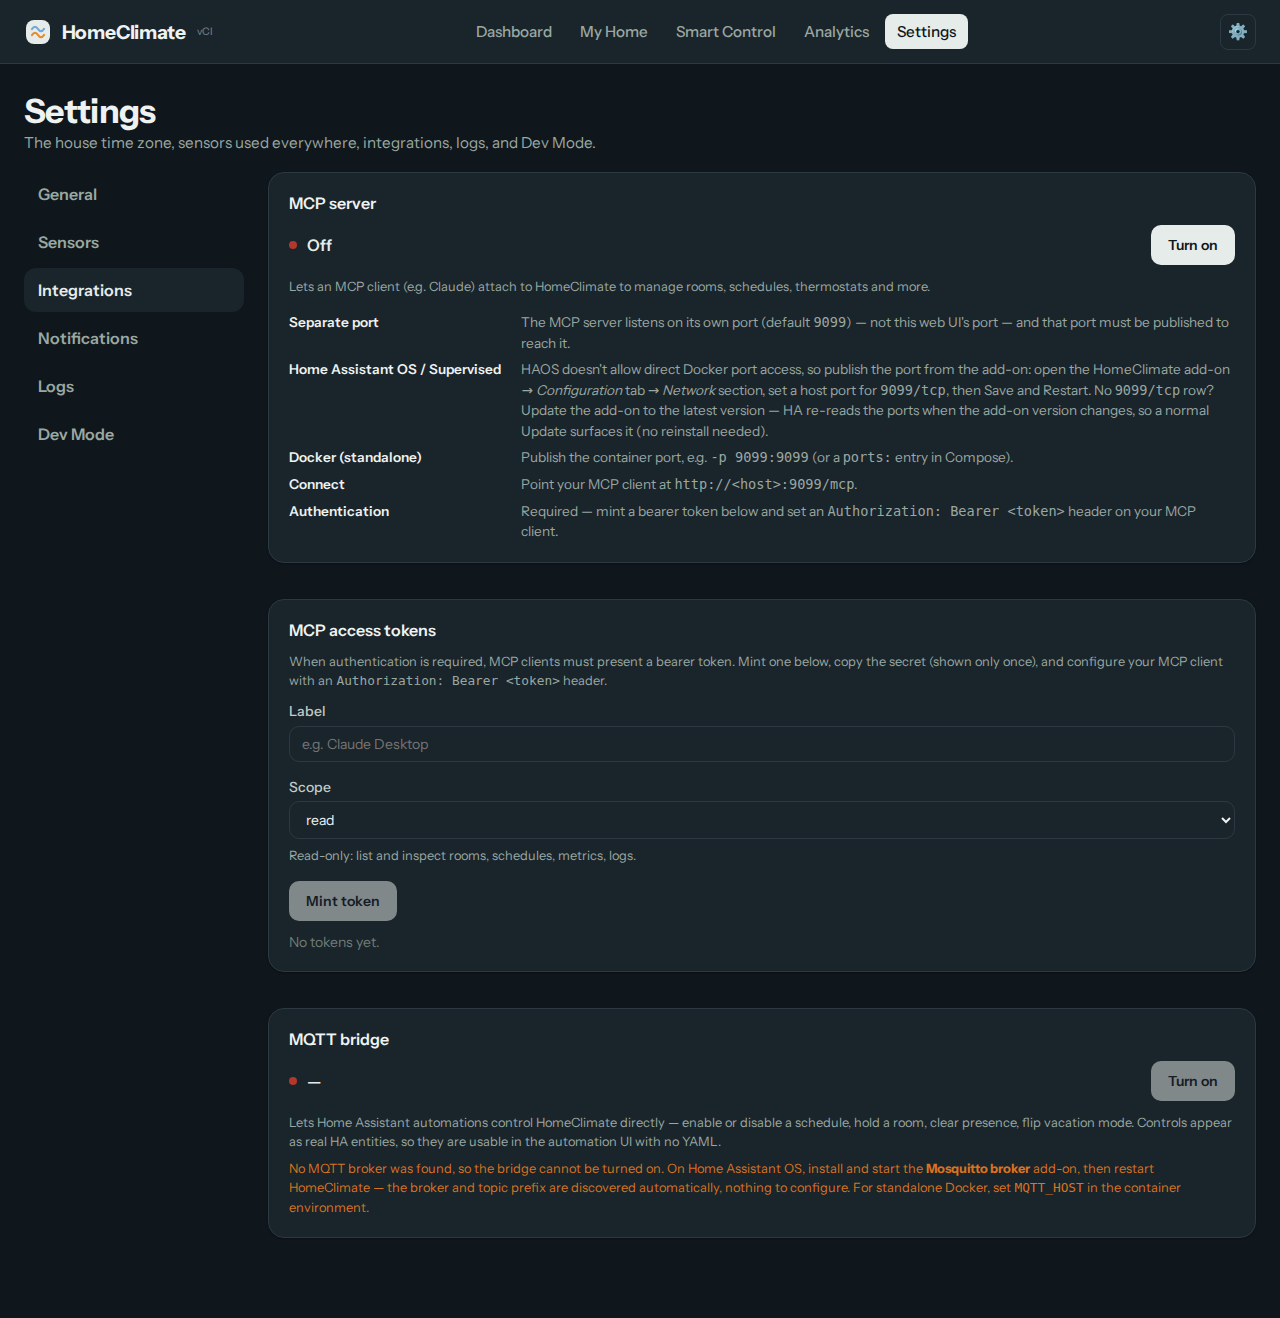 HomeClimate vCI
Dashboard
My Home
Smart Control
Analytics
Settings
Settings
The house time zone, sensors used everywhere, integrations, logs, and Dev Mode.
General
Sensors
Integrations
Notifications
Logs
Dev Mode
MCP server
Off
Turn on
Lets an MCP client (e.g. Claude) attach to HomeClimate to manage rooms, schedules, thermostats and more.
Separate port
The MCP server listens on its own port (default 9099) — not this web UI's port — and that port must be published to
reach it.
Home Assistant OS / Supervised
HAOS doesn't allow direct Docker port access, so publish the port from the add-on: open the HomeClimate add-on
→ Configuration tab → Network section, set a host port for 9099/tcp, then Save and Restart. No 9099/tcp row?
Update the add-on to the latest version — HA re-reads the ports when the add-on version changes, so a normal
Update surfaces it (no reinstall needed).
Docker (standalone)
Publish the container port, e.g. -p 9099:9099 (or a ports: entry in Compose).
Connect
Point your MCP client at http://<host>:9099/mcp.
Authentication
Required — mint a bearer token below and set an Authorization: Bearer <token> header on your MCP
client.
MCP access tokens
When authentication is required, MCP clients must present a bearer token. Mint one below, copy the secret (shown only once), and configure your MCP client
with an Authorization: Bearer <token> header.
Label
e.g. Claude Desktop
Scope
read
Read-only: list and inspect rooms, schedules, metrics, logs.
Mint token
No tokens yet.
MQTT bridge
—
Turn on
Lets Home Assistant automations control HomeClimate directly — enable or disable a schedule, hold a room, clear presence, flip vacation mode. Controls appear
as real HA entities, so they are usable in the automation UI with no YAML.
No MQTT broker was found, so the bridge cannot be turned on. On Home Assistant OS, install and start the Mosquitto broker add-on, then restart
HomeClimate — the broker and topic prefix are discovered automatically, nothing to configure. For standalone Docker, set MQTT_HOST in the container
environment.